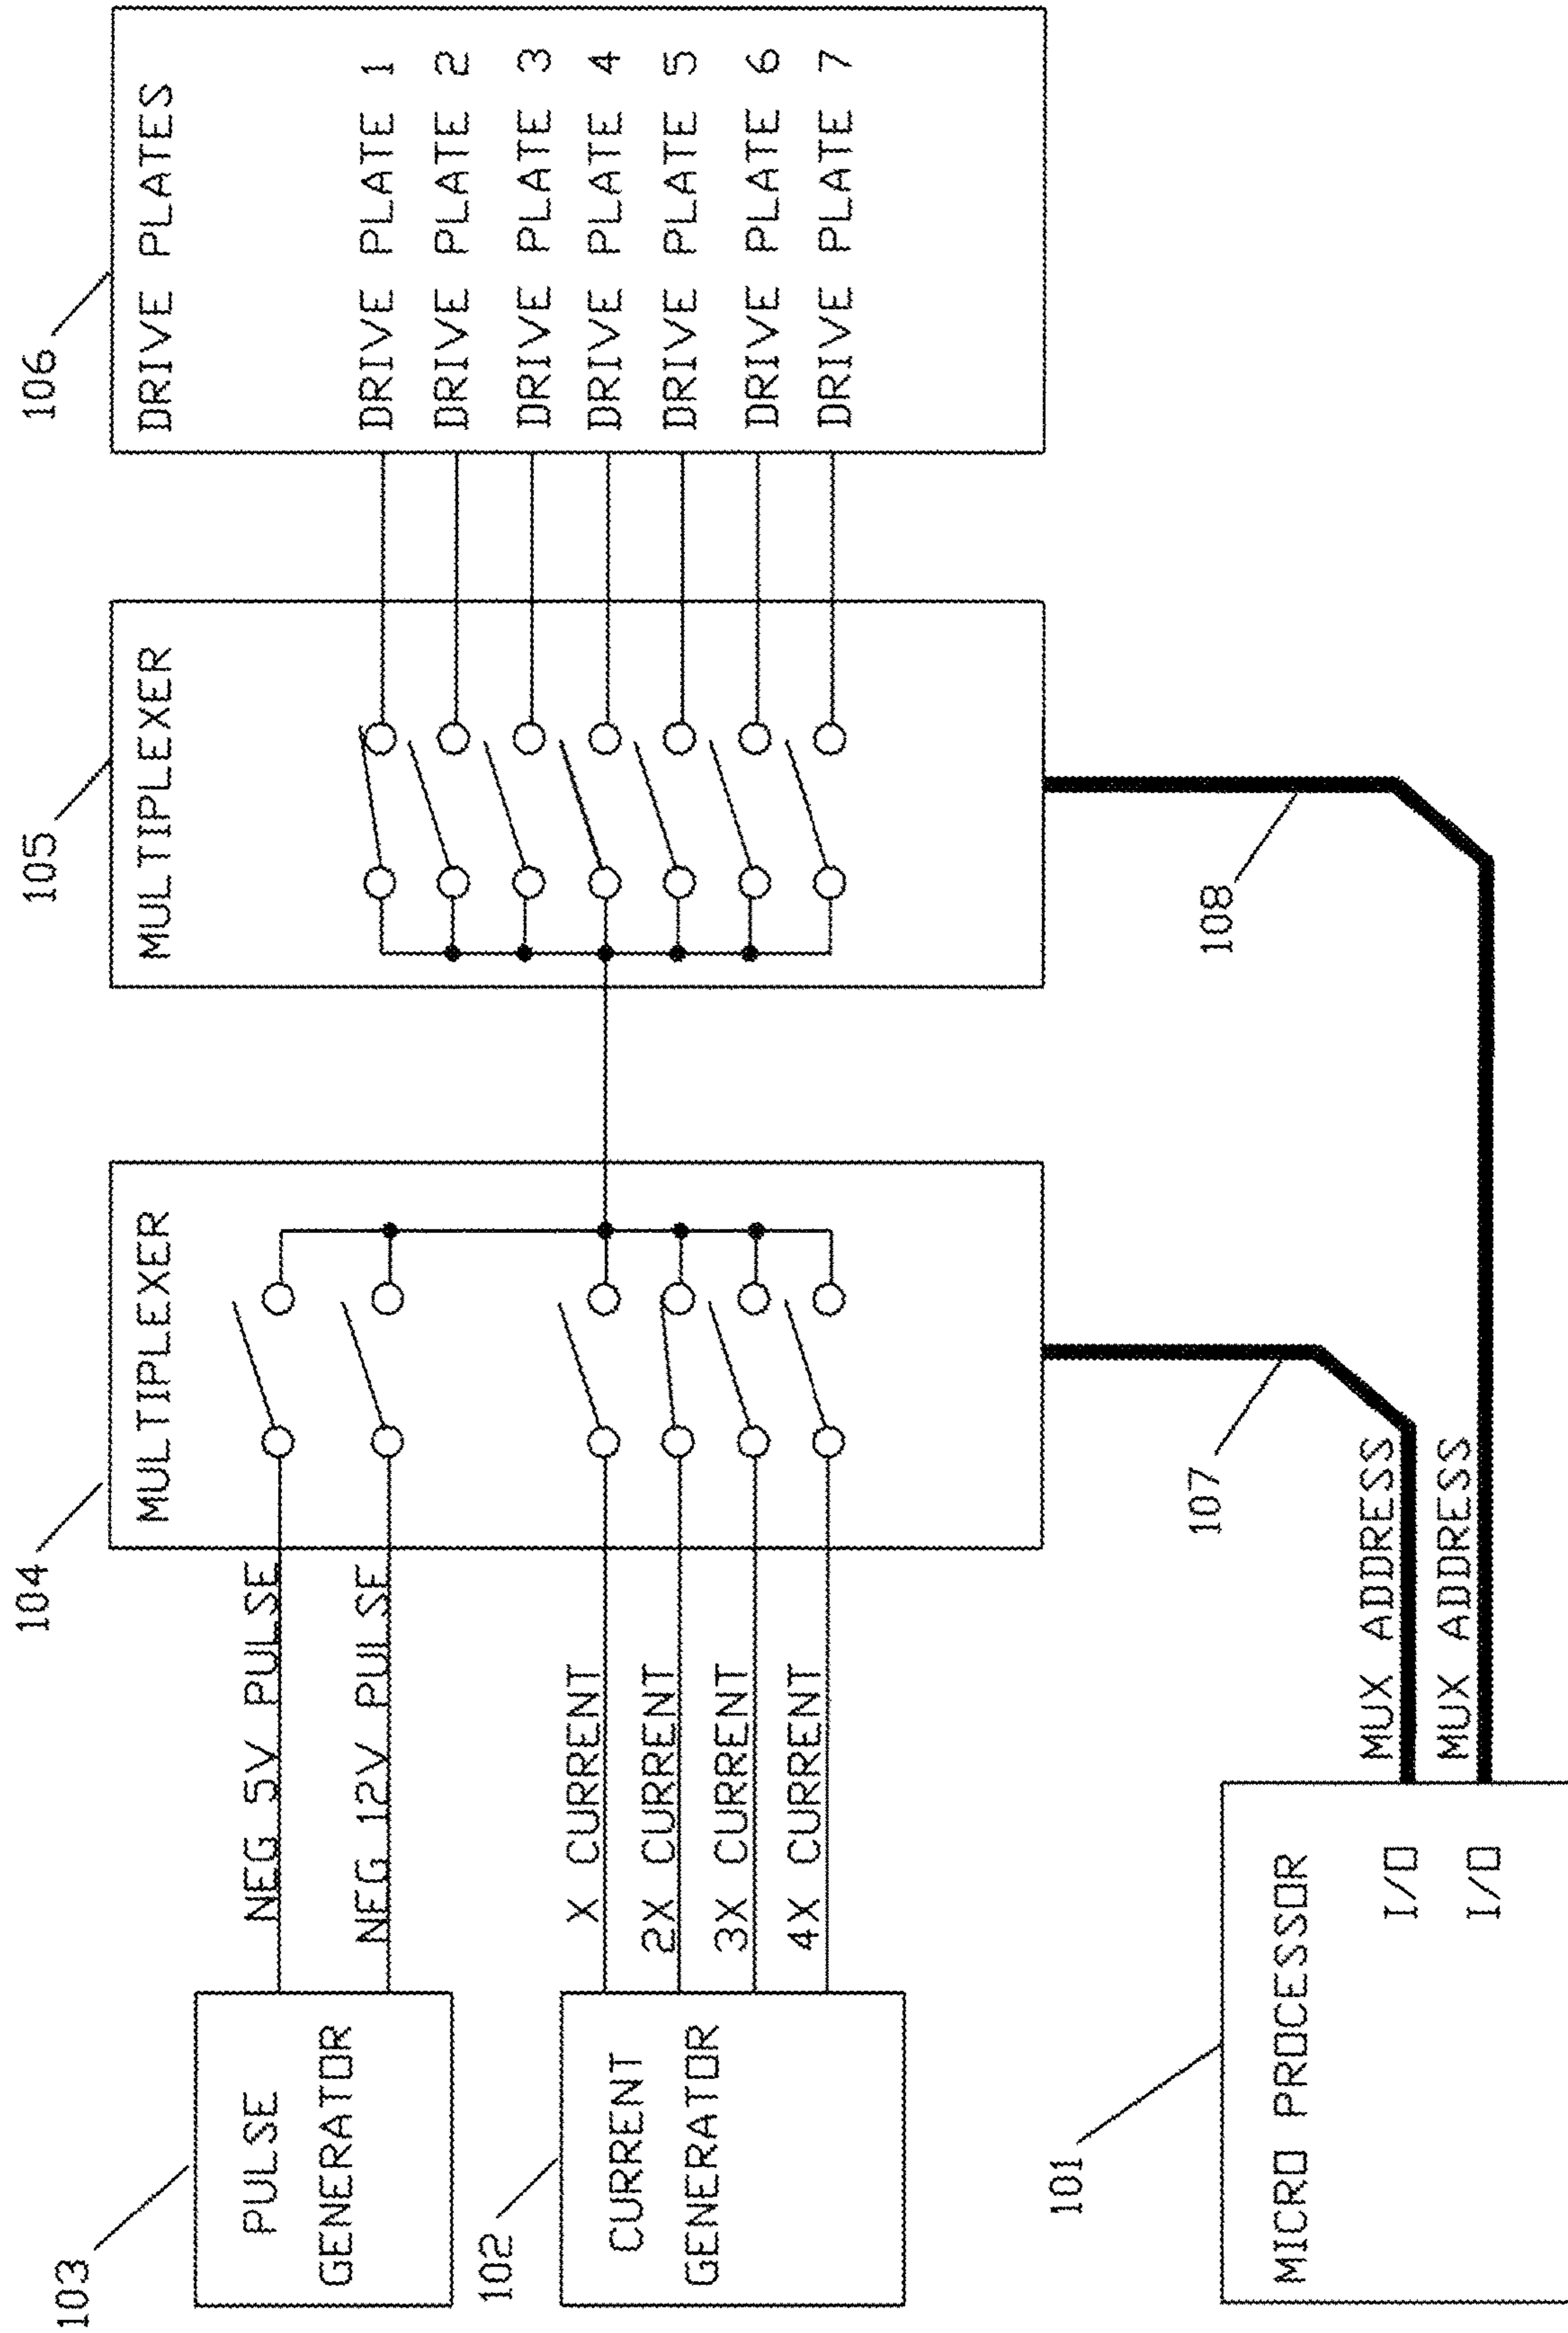 103
PULSE
GENERATOR
NEG 5V PULSE
NEG 12V PULSE
104
MULTIPLEXER
105
MULTIPLEXER
106
DRIVE PLATES
DRIVE PLATE 1
DRIVE PLATE 2
DRIVE PLATE 3
DRIVE PLATE 4
DRIVE PLATE 5
DRIVE PLATE 6
DRIVE PLATE 7
102
CURRENT
GENERATOR
X CURRENT
2X CURRENT
3X CURRENT
4X CURRENT
101
MICRO PROCESSOR
I/O
I/O
MUX ADDRESS
MUX ADDRESS
107
108